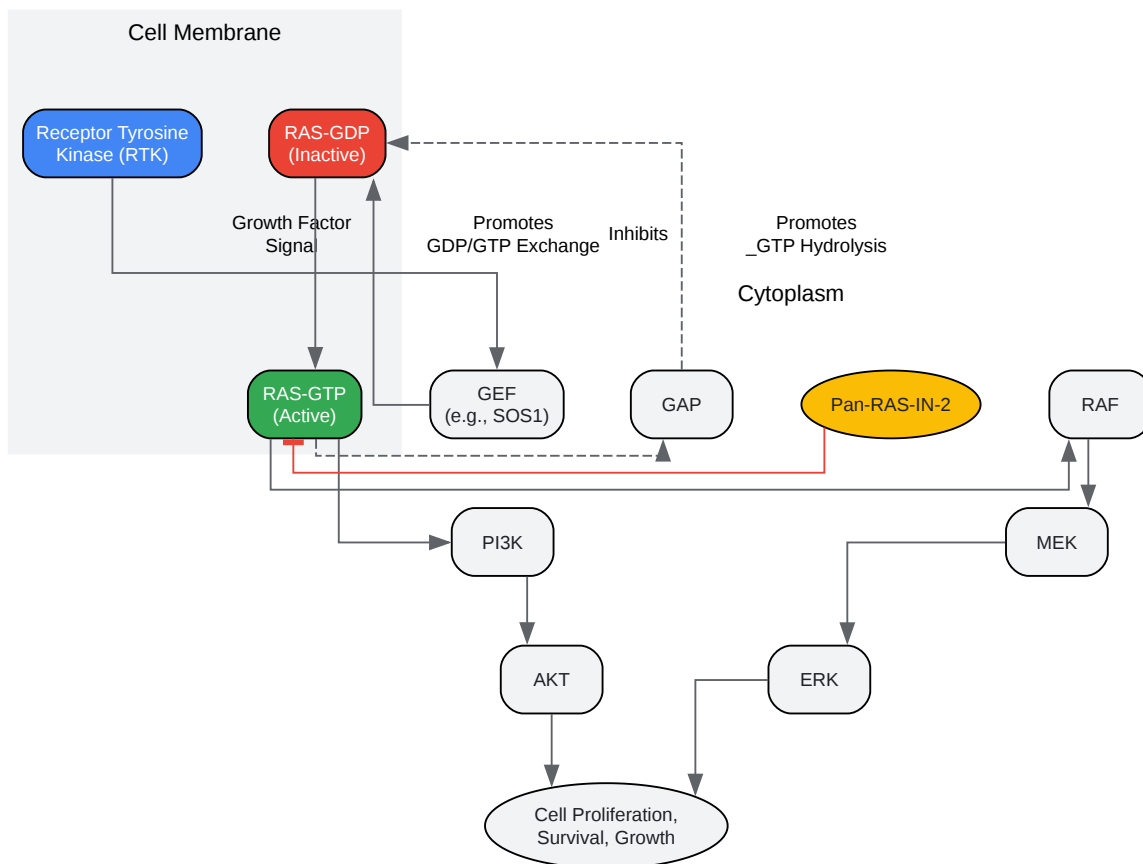 Cell Membrane
Receptor Tyrosine
Kinase (RTK)
RAS-GDP
(Inactive)
Growth Factor
Signal
Promotes
GDP/GTP Exchange
Inhibits
Promotes
_GTP Hydrolysis
Cytoplasm
RAS-GTP
(Active)
GEF
(e.g., SOS1)
GAP
Pan-RAS-IN-2
RAF
PI3K
MEK
AKT
ERK
Cell Proliferation,
Survival, Growth